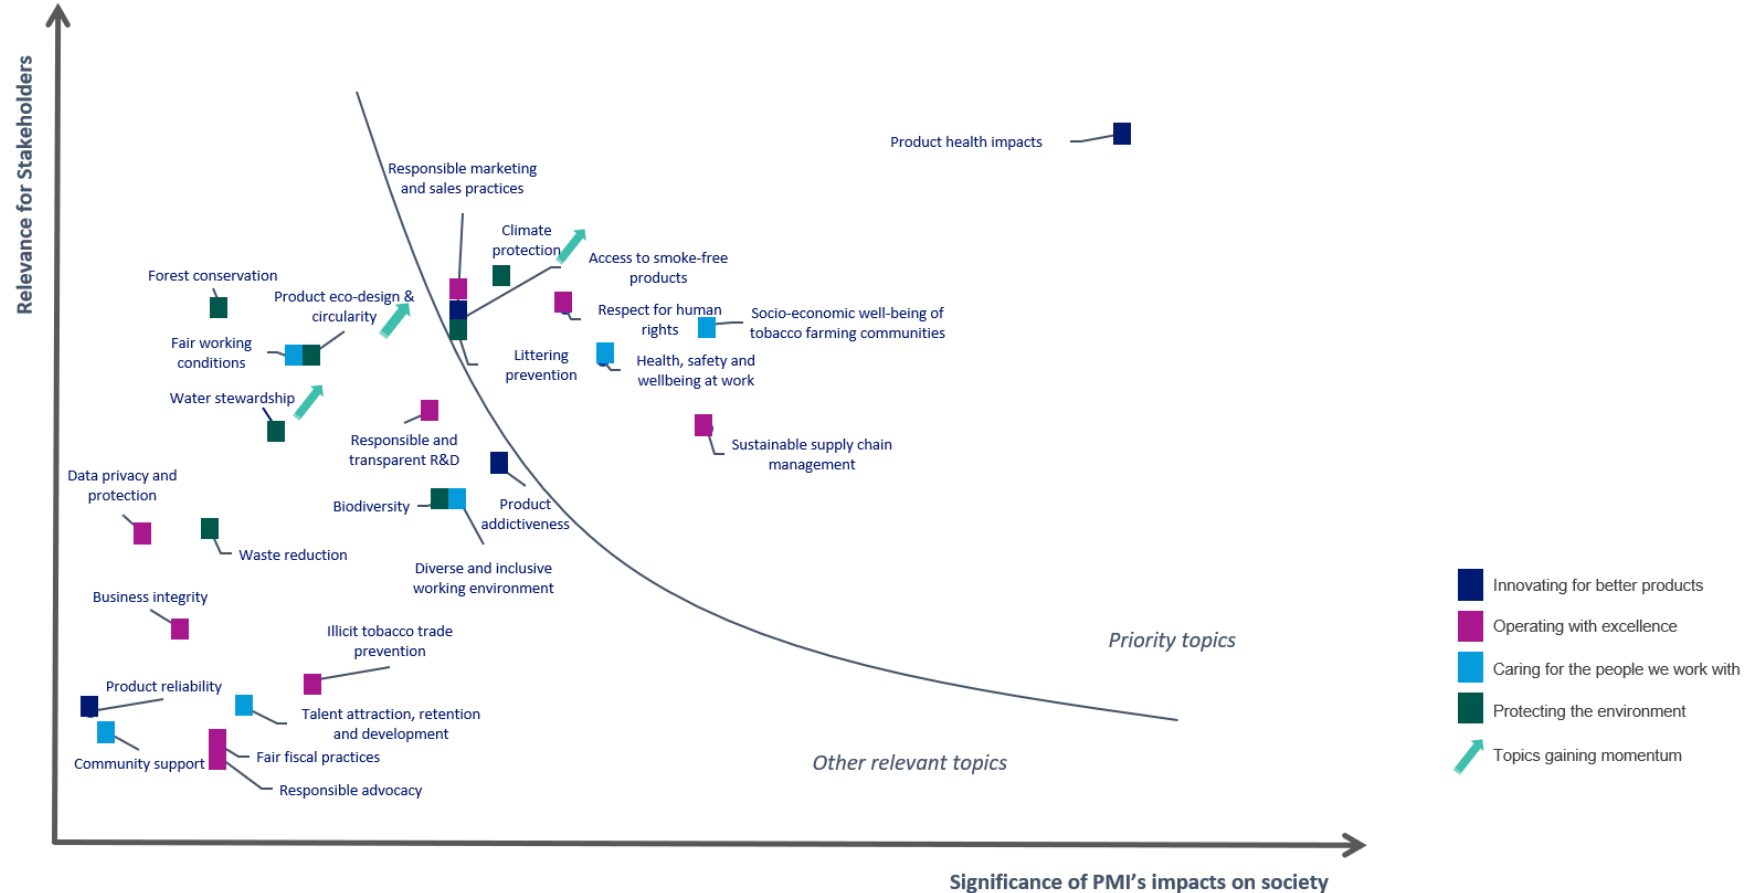 Relevance for Stakeholders
Product health impacts
Responsible marketing
and sales practices
Climate
protection
Access to smoke-free
products
Forest conservation
Product eco-design &
circularity
Respect for human
rights
Socio-economic well-being of
tobacco farming communities
Fair working
conditions
Littering
prevention
Health, safety and
wellbeing at work
Water stewardship
Responsible and
transparent R&D
Sustainable supply chain
management
Data privacy and
protection
Biodiversity
Product
addictiveness
Waste reduction
Diverse and inclusive
working environment
Business integrity
Illicit tobacco trade
prevention
Priority topics
Product reliability
Talent attraction, retention
and development
Community support
Fair fiscal practices
Other relevant topics
Responsible advocacy
Innovating for better products
Operating with excellence
Caring for the people we work with
Protecting the environment
Topics gaining momentum
Significance of PMI's impacts on society